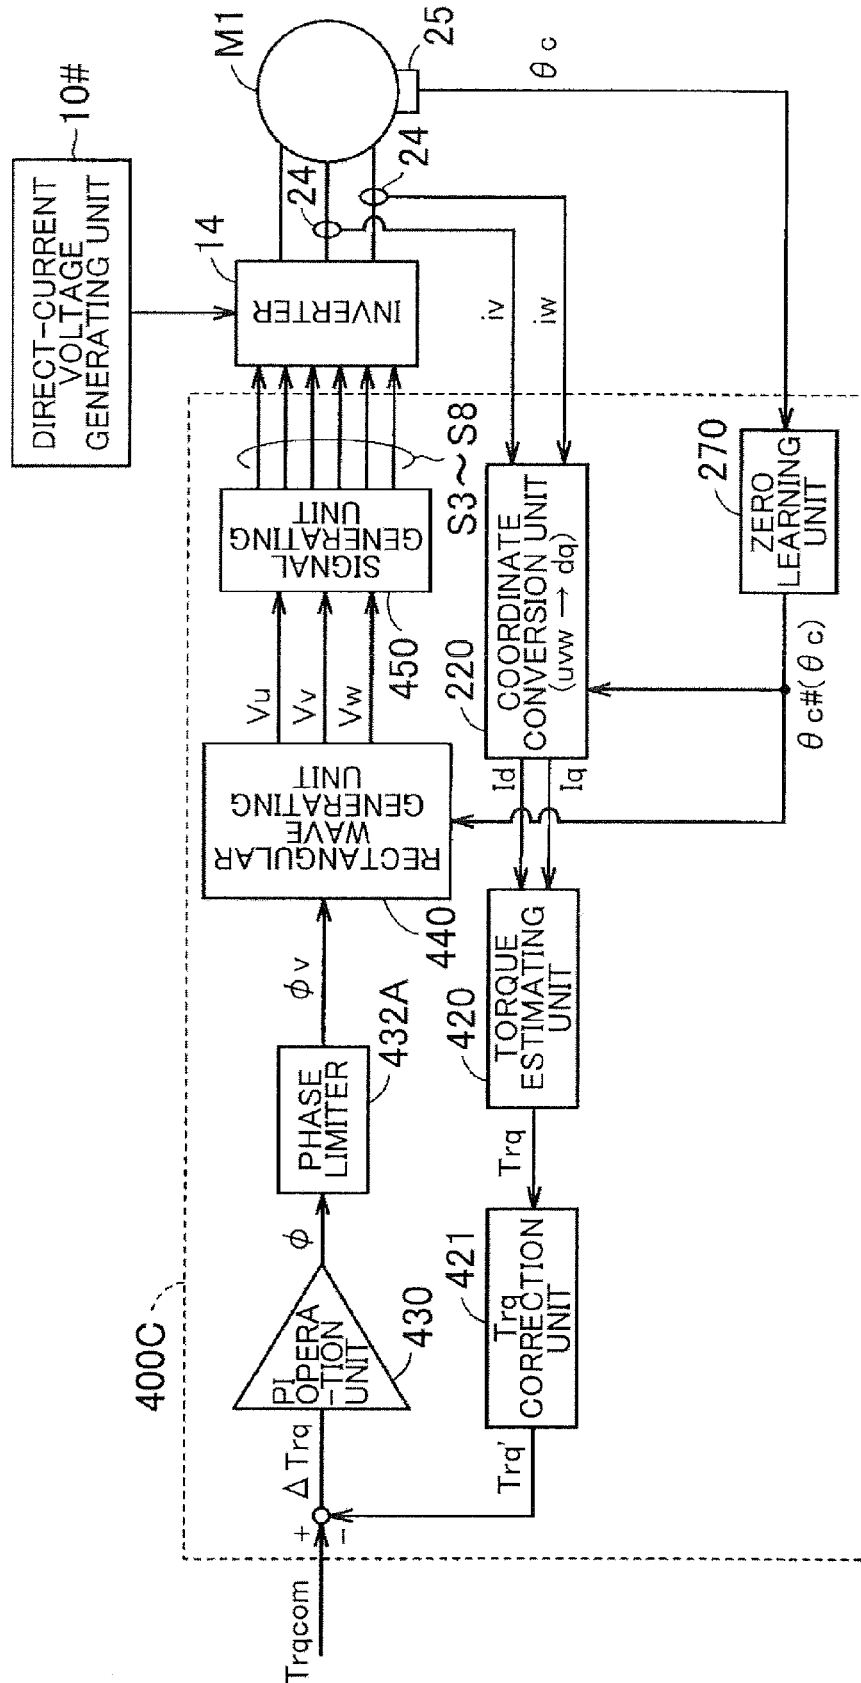 DIRECT-CURRENT
VOLTAGE
GENERATING UNIT
10#
400C
Trqcom
+
-
ΔTrq
PI
OPERA
-TION
UNIT
430
φ
PHASE
LIMITER
432A
φv
RECTANGULAR
WAVE
GENERATING
UNIT
440
Vu
Vv
Vw
SIGNAL
GENERATING
UNIT
450
S3~S8
INVERTER
14
24
24
M1
25
θc
iv
iw
COORDINATE
CONVERSION UNIT
(uvw → dq)
220
Id
Iq
TORQUE
ESTIMATING
UNIT
420
Trq
Trq
CORRECTION
UNIT
421
Trq'
ZERO
LEARNING
UNIT
270
θc#(θc)